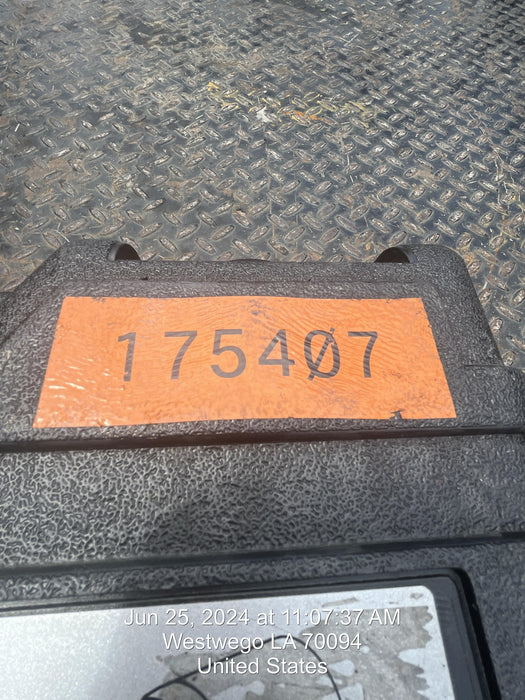 175407
Jun 25, 2024 at 11:07:37 AM
Westwego LA 70094
United States